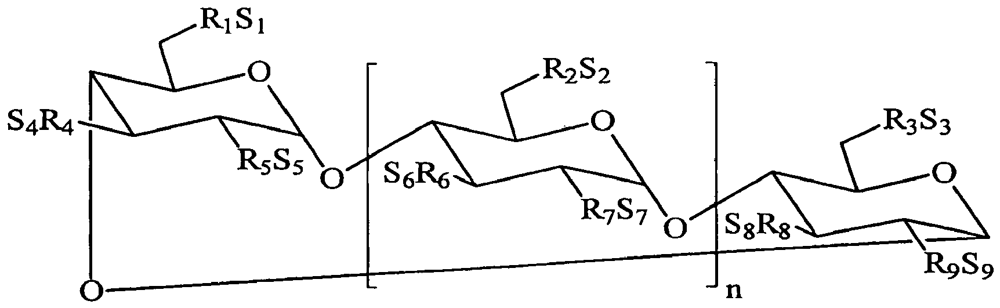 R₁S₁
O
R₂S₂
S₄R₄
O
R₃S₃
R₅S₅
O
S₆R₆
O
R₇S₇
O
S₈R₈
R₉S₉
O
n